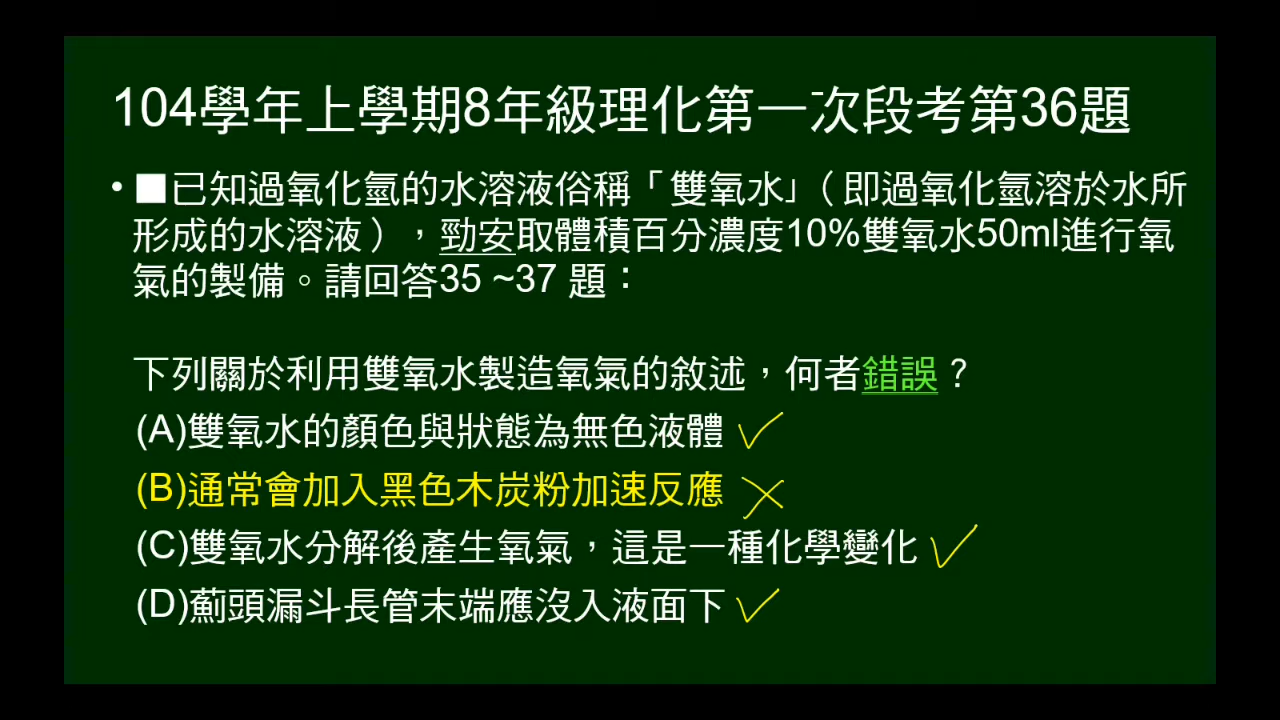 104學年上學期8年級理化第一次段考第36題
• ■已知過氧化氫的水溶液俗稱「雙氧水」（即過氧化氫溶於水所
形成的水溶液），勁安取體積百分濃度10%雙氧水50ml進行氧
氣的製備。請回答35 ~37 題：
下列關於利用雙氧水製造氧氣的敘述，何者錯誤？
(A)雙氧水的顏色與狀態為無色液體 ✓
(B)通常會加入黑色木炭粉加速反應 ✗
(C)雙氧水分解後產生氧氣，這是一種化學變化 ✓
(D)薊頭漏斗長管末端應沒入液面下 ✓